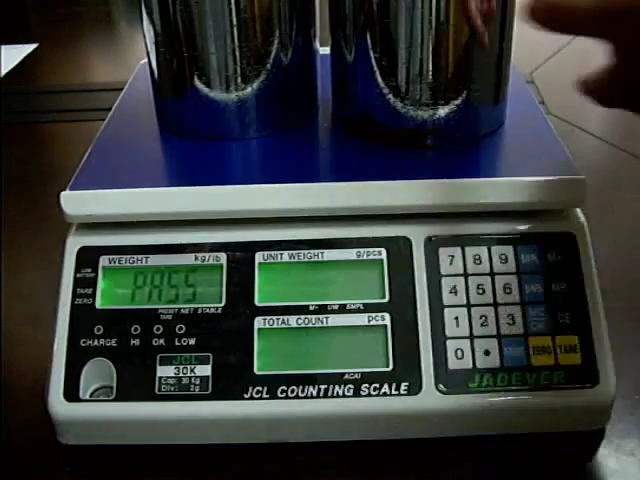 WEIGHT kg/lb
PASS
LOW BATTERY
TARE
ZERO
PRESET TARE NET STABLE
CHARGE HI OK LOW
JCL
30K
Cap: 30 Kg
Div: 2g
UNIT WEIGHT g/pcs
M+ UW SMPL
TOTAL COUNT pcs
ACAI
JCL COUNTING SCALE
7 8 9
4 5 6
1 2 3 CE
0 . ZERO TARE
JADEVER